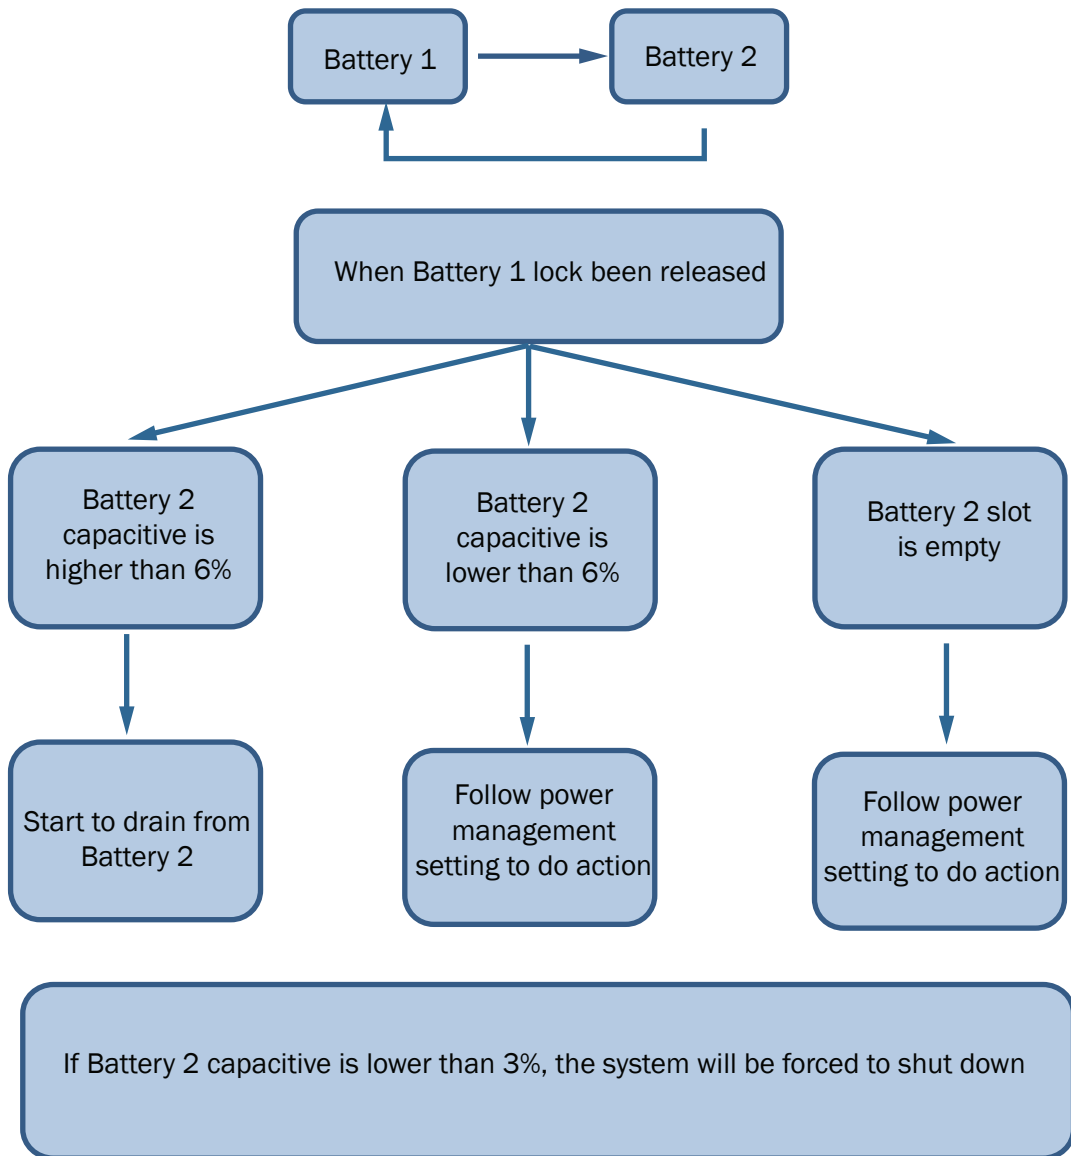 Battery 1
Battery 2
When Battery 1 lock been released
Battery 2
capacitive is
higher than 6%
Battery 2
capacitive is
lower than 6%
Battery 2 slot
is empty
Start to drain from
Battery 2
Follow power
management
setting to do action
Follow power
management
setting to do action
If Battery 2 capacitive is lower than 3%, the system will be forced to shut down